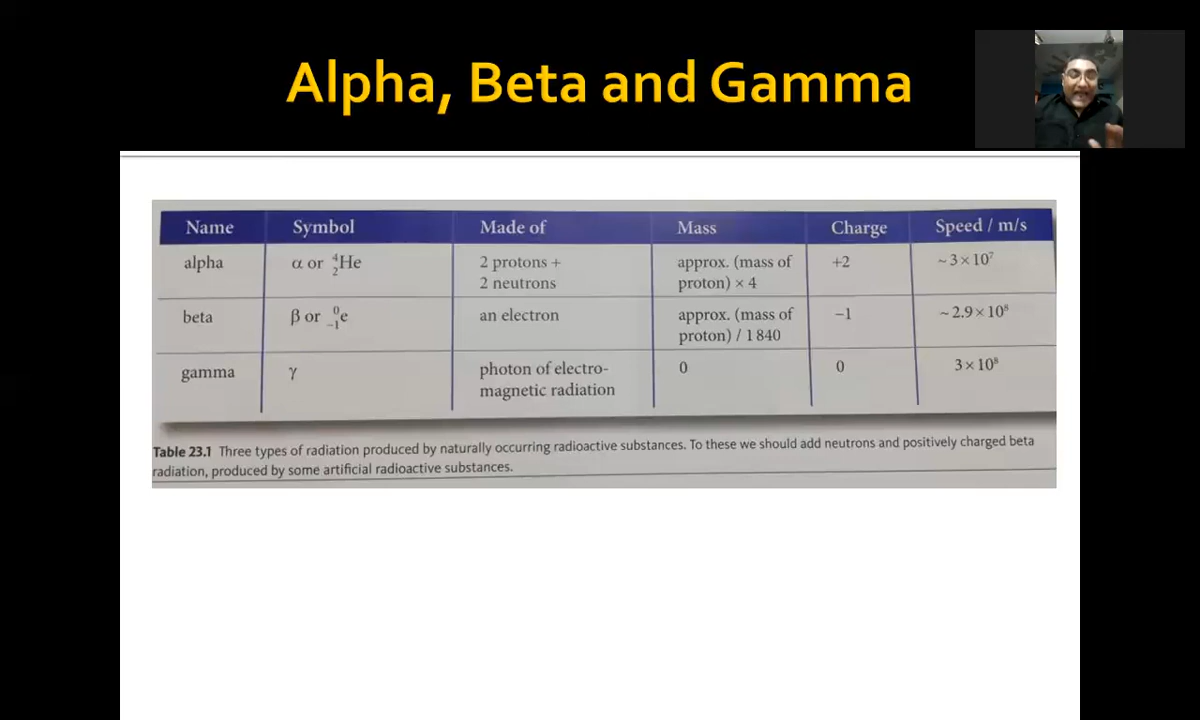 Alpha, Beta and Gamma
Name Symbol Made of Mass Charge Speed / m/s
alpha α or ⁴₂He 2 protons + approx. (mass of +2 ~ 3 × 10⁷
2 neutrons proton) × 4
beta β or ⁰₋₁e an electron approx. (mass of −1 ~ 2.9 × 10⁸
proton) / 1 840
gamma γ photon of electro- 0 0 3 × 10⁸
magnetic radiation
Table 23.1 Three types of radiation produced by naturally occurring radioactive substances. To these we should add neutrons and positively charged beta
radiation, produced by some artificial radioactive substances.